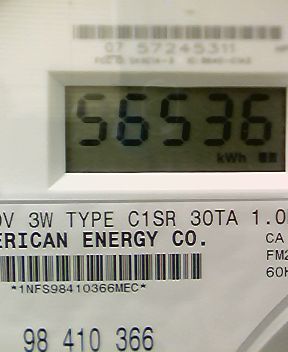 07 57245311
56536
kWh
0V 3W TYPE C1SR 30TA 1.0
ERICAN ENERGY CO.
CA
FM2
60H
*1NFS98410366MEC*
98 410 366